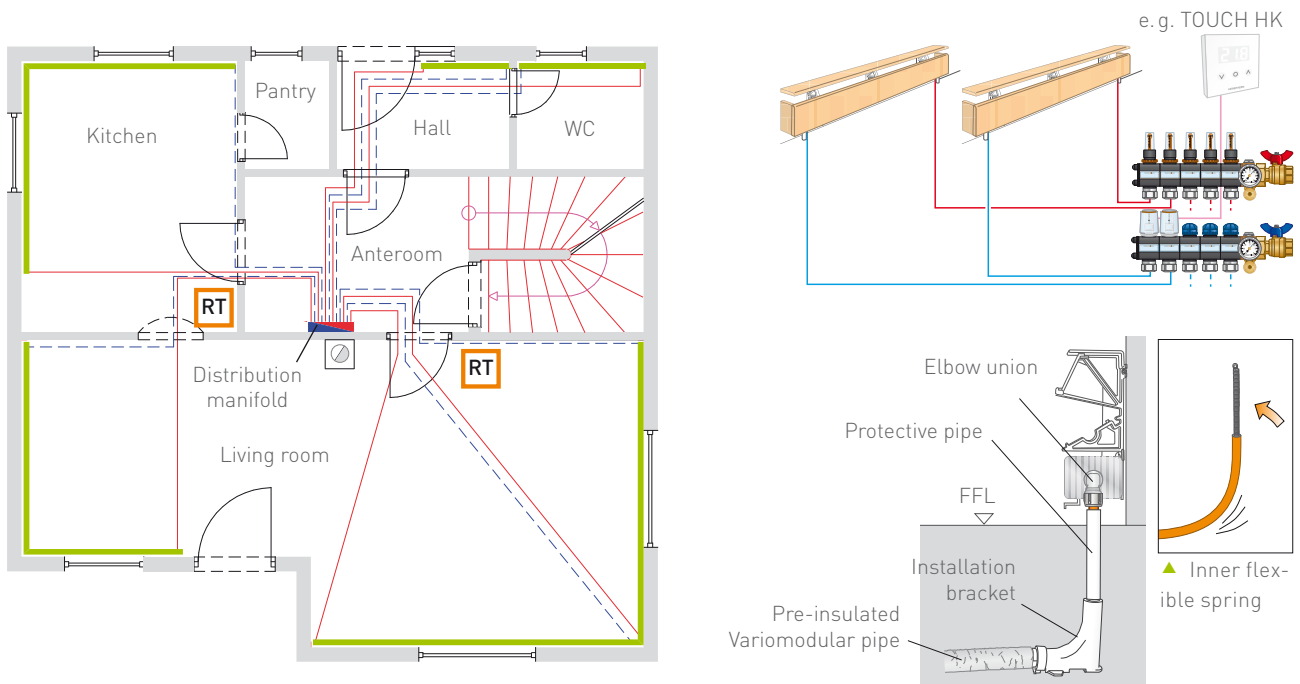 Kitchen
Pantry
Hall
WC
Anteroom
RT
Distribution
manifold
RT
Living room
e. g. TOUCH HK
218
Elbow union
Protective pipe
FFL
Installation
bracket
Pre-insulated
Variomodular pipe
▲ Inner flex-
ible spring